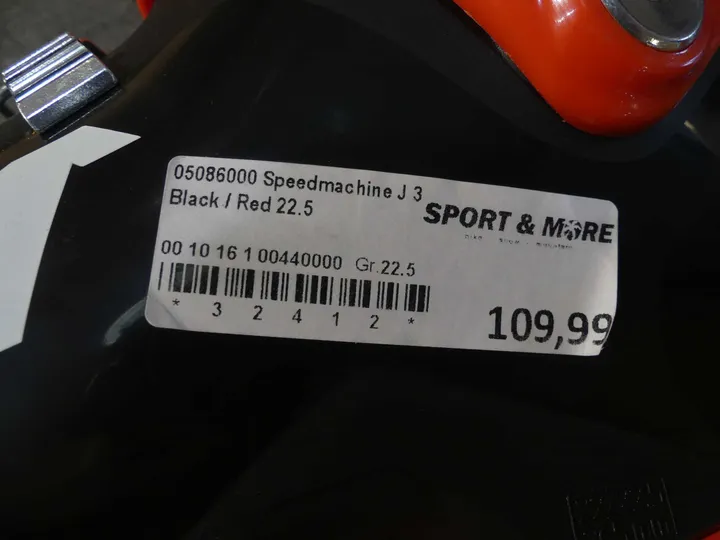 05086000 Speedmachine J 3
Black / Red 22.5
SPORT & MORE
00 10 16 1 00440000 Gr.22.5
* 3 2 4 1 2 *
109,99